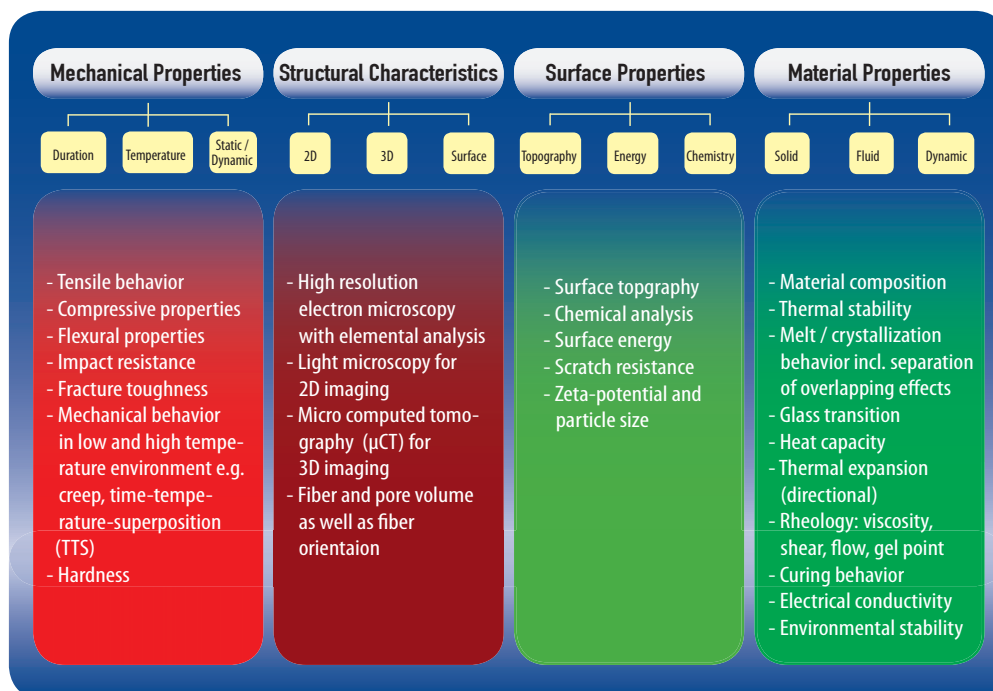 Mechanical Properties
Duration
Temperature
Static /
Dynamic
- Tensile behavior
- Compressive properties
- Flexural properties
- Impact resistance
- Fracture toughness
- Mechanical behavior
in low and high tempe-
rature environment e.g.
creep, time-tempe-
rature-superposition
(TTS)
- Hardness
Structural Characteristics
2D
3D
Surface
- High resolution
electron microscopy
with elemental analysis
- Light microscopy for
2D imaging
- Micro computed tomo-
graphy (µCT) for
3D imaging
- Fiber and pore volume
as well as fiber
orientaion
Surface Properties
Topography
Energy
Chemistry
- Surface topgraphy
- Chemical analysis
- Surface energy
- Scratch resistance
- Zeta-potential and
particle size
Material Properties
Solid
Fluid
Dynamic
- Material composition
- Thermal stability
- Melt / crystallization
behavior incl. separation
of overlapping effects
- Glass transition
- Heat capacity
- Thermal expansion
(directional)
- Rheology: viscosity,
shear, flow, gel point
- Curing behavior
- Electrical conductivity
- Environmental stability